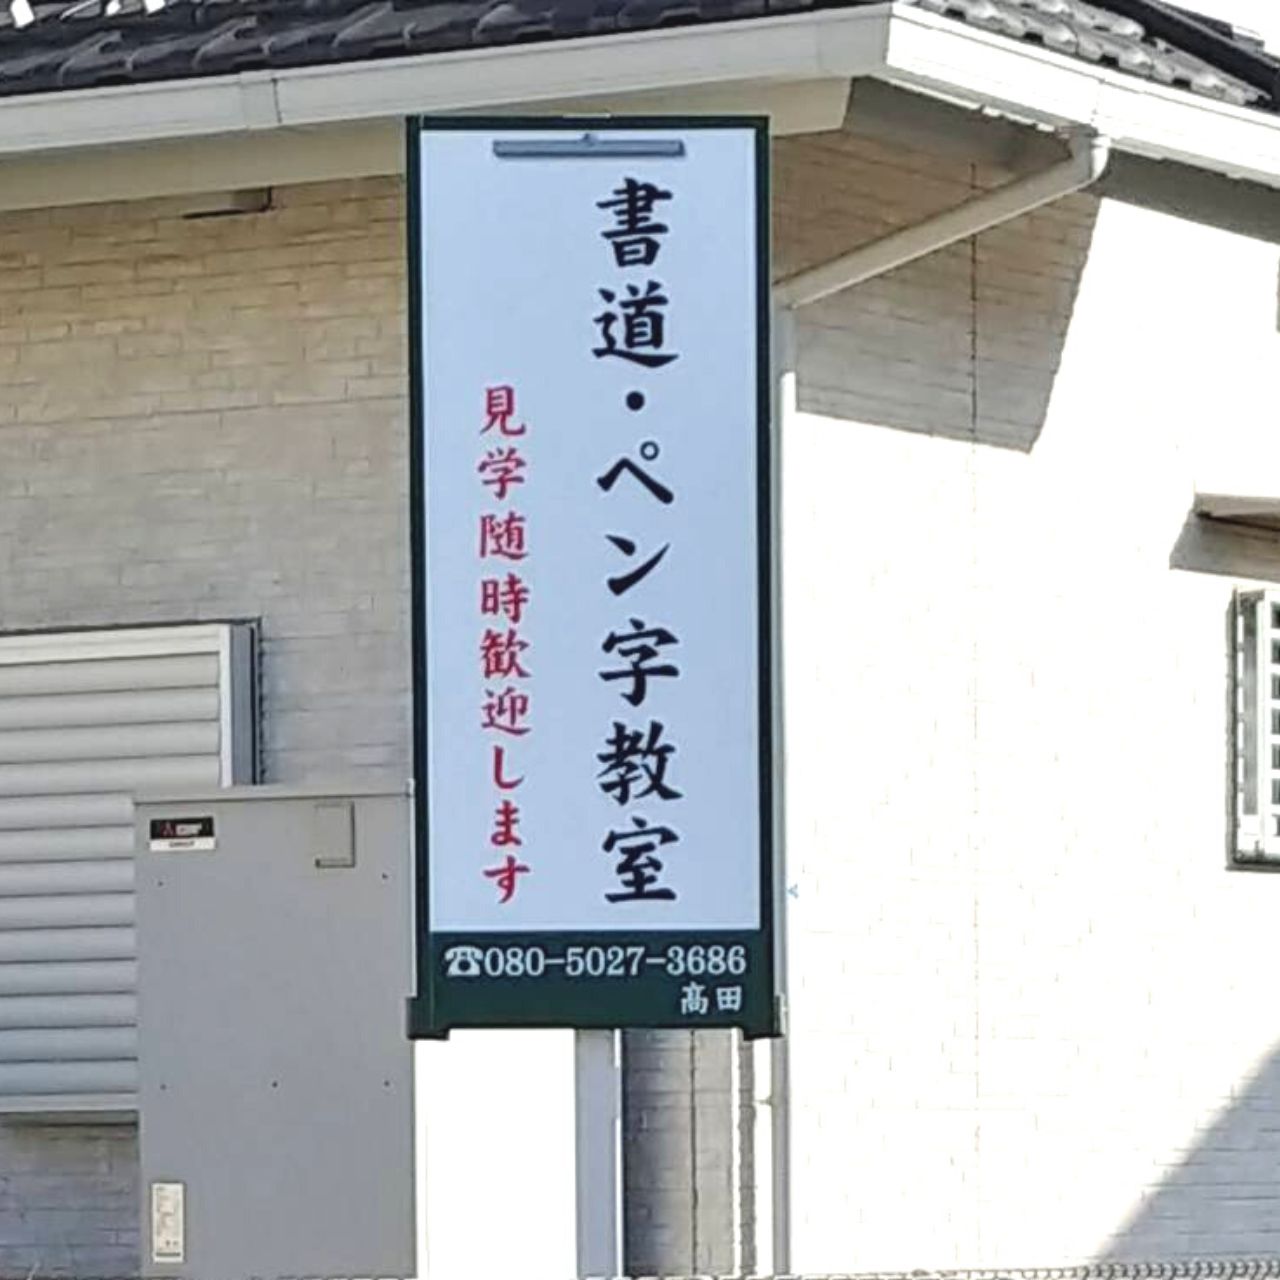 書道・ペン字教室
見学随時歓迎します
☎080-5027-3686
髙田